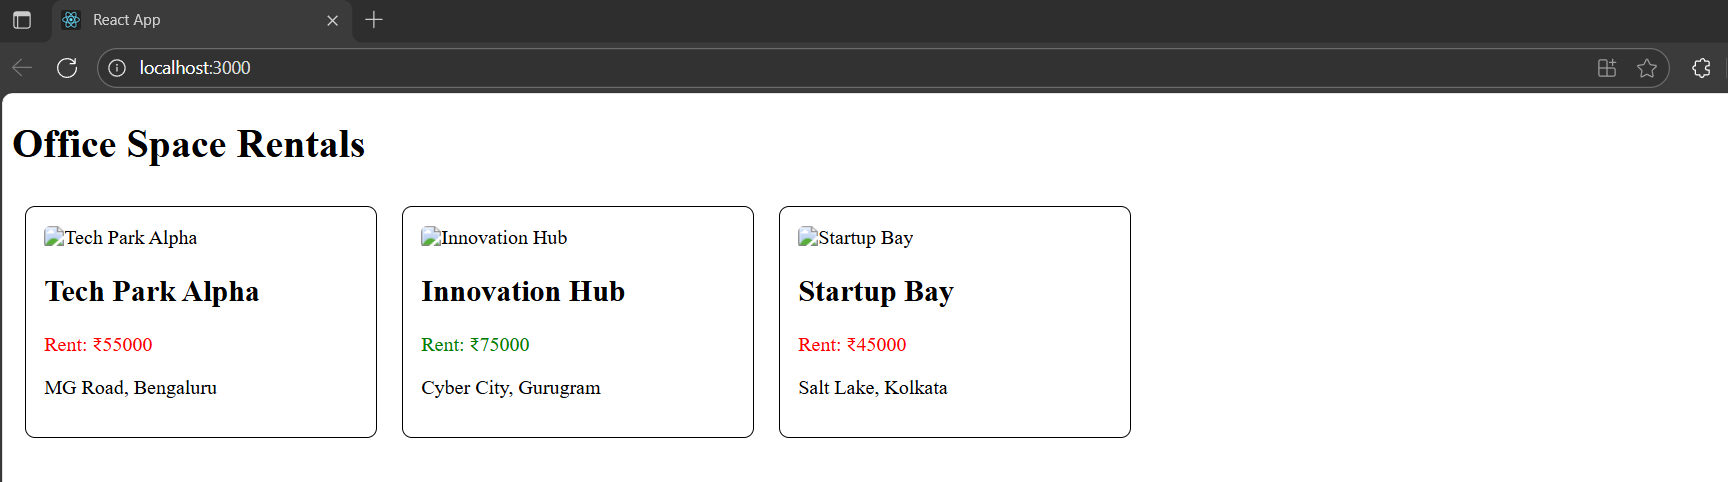 React App
localhost:3000
Office Space Rentals
Tech Park Alpha
Tech Park Alpha
Rent: ₹55000
MG Road, Bengaluru
Innovation Hub
Innovation Hub
Rent: ₹75000
Cyber City, Gurugram
Startup Bay
Startup Bay
Rent: ₹45000
Salt Lake, Kolkata